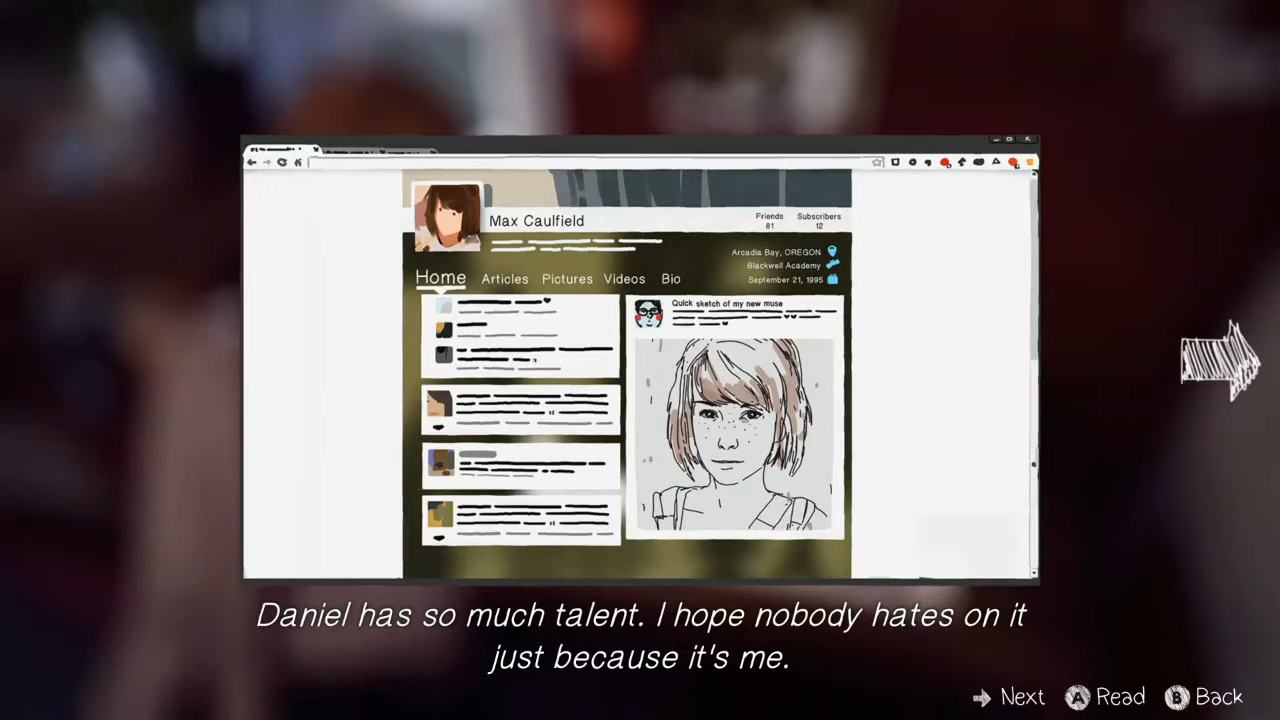 Max Caulfield
Friends
81
Subscribers
12
Arcadia Bay, OREGON
Blackwell Academy
September 21, 1995
Home Articles Pictures Videos Bio
Quick sketch of my new muse
Daniel has so much talent. I hope nobody hates on it
just because it's me.
Next A Read B Back